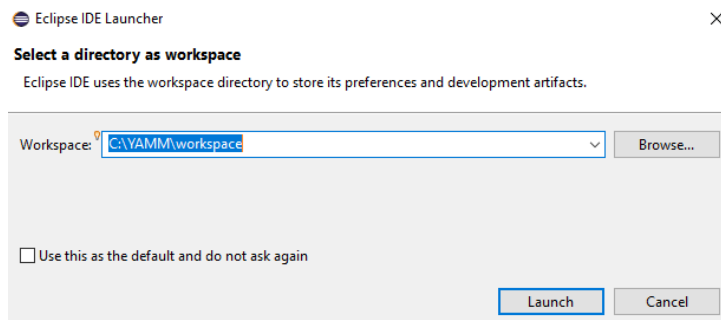 Eclipse IDE Launcher
Select a directory as workspace
Eclipse IDE uses the workspace directory to store its preferences and development artifacts.
Workspace: C:\YAMM\workspace Browse...
Use this as the default and do not ask again
Launch Cancel